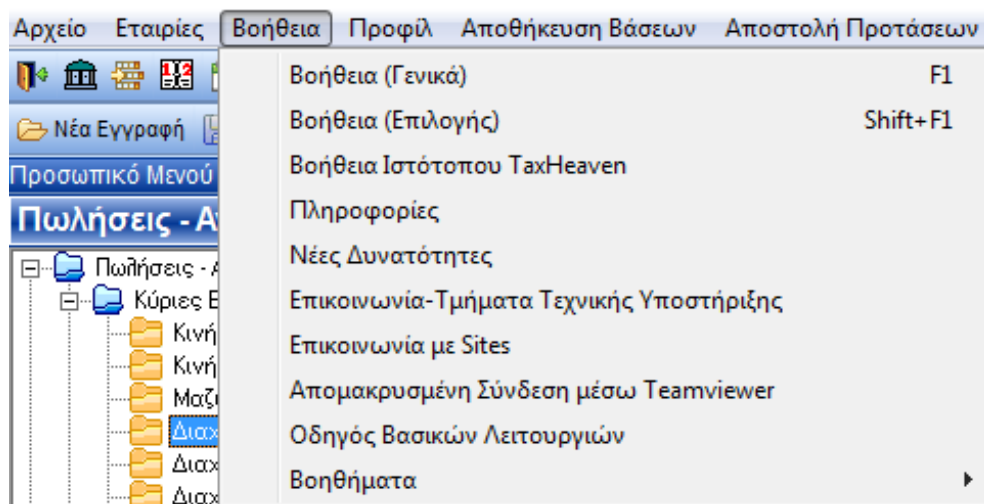 Αρχείο Εταιρίες Βοήθεια Προφίλ Αποθήκευση Βάσεων Αποστολή Προτάσεων
Βοήθεια (Γενικά) F1
Νέα Εγγραφή Βοήθεια (Επιλογής) Shift+F1
Προσωπικό Μενού Βοήθεια Ιστότοπου TaxHeaven
Πωλήσεις - Πληροφορίες
Πωλήσεις - Νέες Δυνατότητες
Κύριες Επικοινωνία-Τμήματα Τεχνικής Υποστήριξης
Επικοινωνία με Sites
Απομακρυσμένη Σύνδεση μέσω Teamviewer
Οδηγός Βασικών Λειτουργιών
Βοηθήματα